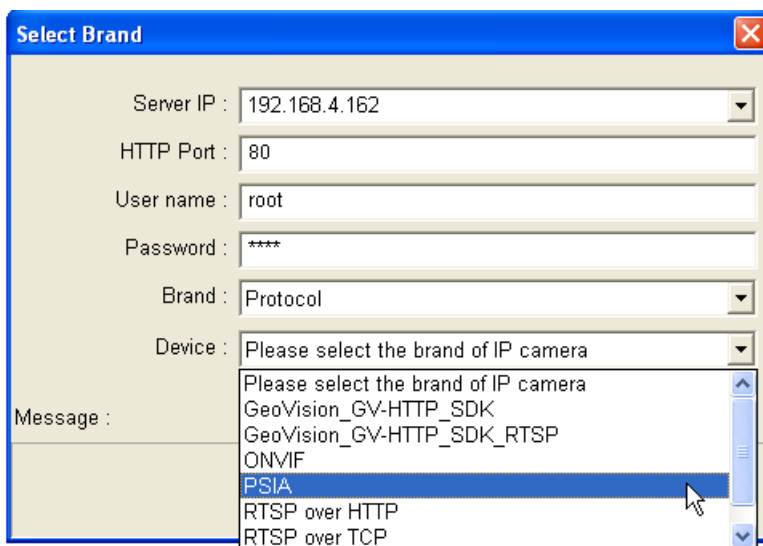 Select Brand
Server IP : 192.168.4.162
HTTP Port : 80
User name : root
Password : ****
Brand : Protocol
Device : Please select the brand of IP camera
Please select the brand of IP camera
GeoVision_GV-HTTP_SDK
Message :
GeoVision_GV-HTTP_SDK_RTSP
ONVIF
PSIA
RTSP over HTTP
RTSP over TCP